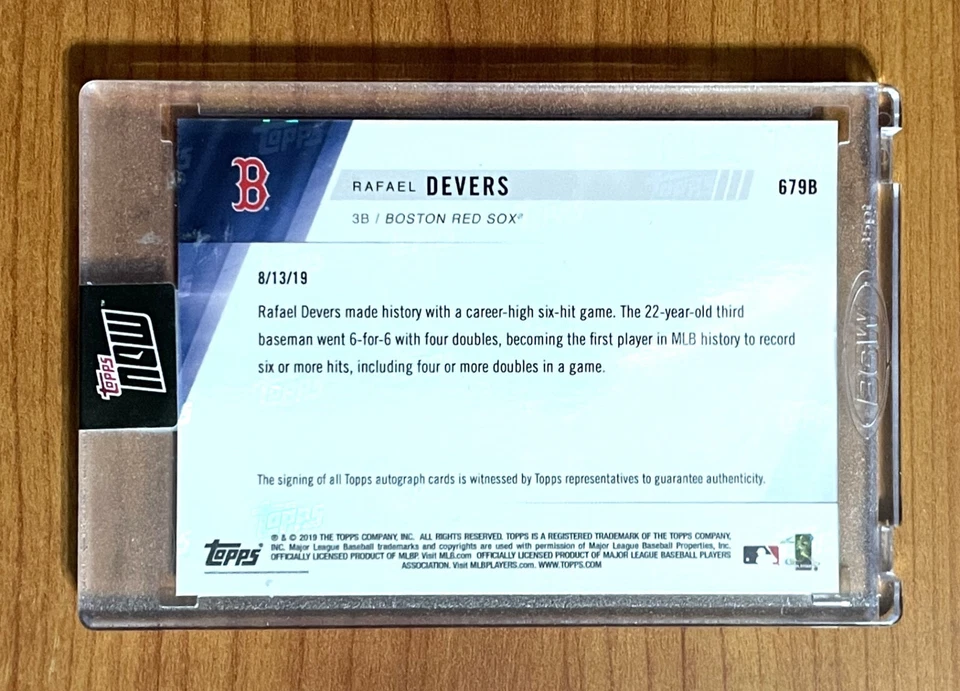 Topps
B
RAFAEL DEVERS
679B
3B / BOSTON RED SOX®
8/13/19
Rafael Devers made history with a career-high six-hit game. The 22-year-old third
baseman went 6-for-6 with four doubles, becoming the first player in MLB history to record
six or more hits, including four or more doubles in a game.
Topps NOW™
BCW
The signing of all Topps autograph cards is witnessed by Topps representatives to guarantee authenticity.
Topps
Topps®
® & © 2019 THE TOPPS COMPANY, INC. ALL RIGHTS RESERVED. TOPPS IS A REGISTERED TRADEMARK OF THE TOPPS COMPANY,
INC. Major League Baseball trademarks and copyrights are used with permission of Major League Baseball Properties, Inc.
OFFICIALLY LICENSED PRODUCT OF MLBP. Visit MLB.com OFFICIALLY LICENSED PRODUCT OF MAJOR LEAGUE BASEBALL PLAYERS
ASSOCIATION. Visit MLBPLAYERS.com. WWW.TOPPS.COM